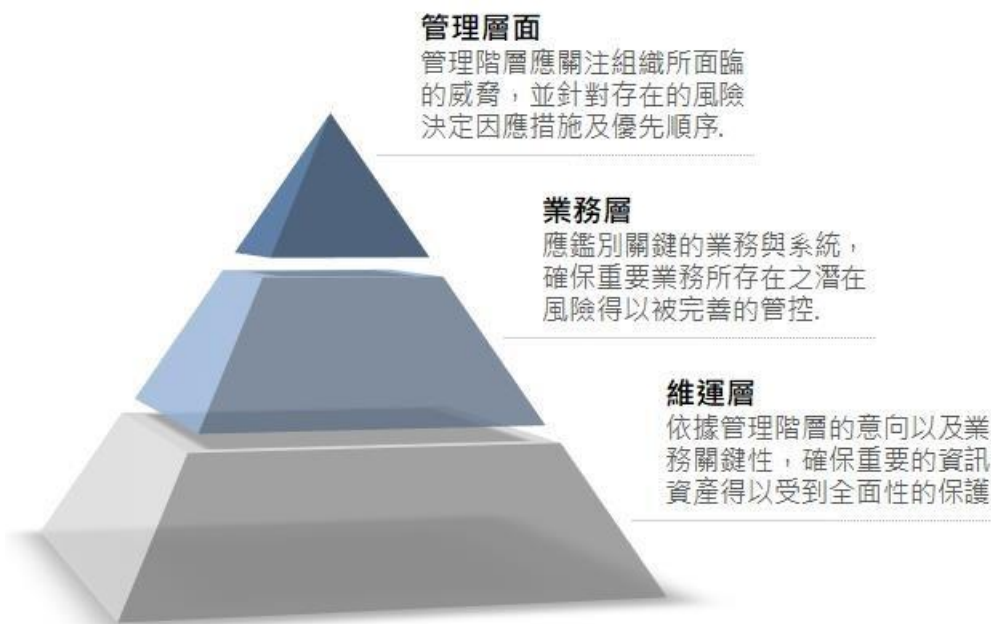 管理層面
管理階層應關注組織所面臨
的威脅，並針對存在的風險
決定因應措施及優先順序.
業務層
應鑑別關鍵的業務與系統，
確保重要業務所存在之潛在
風險得以被完善的管控.
維運層
依據管理階層的意向以及業
務關鍵性，確保重要的資訊
資產得以受到全面性的保護